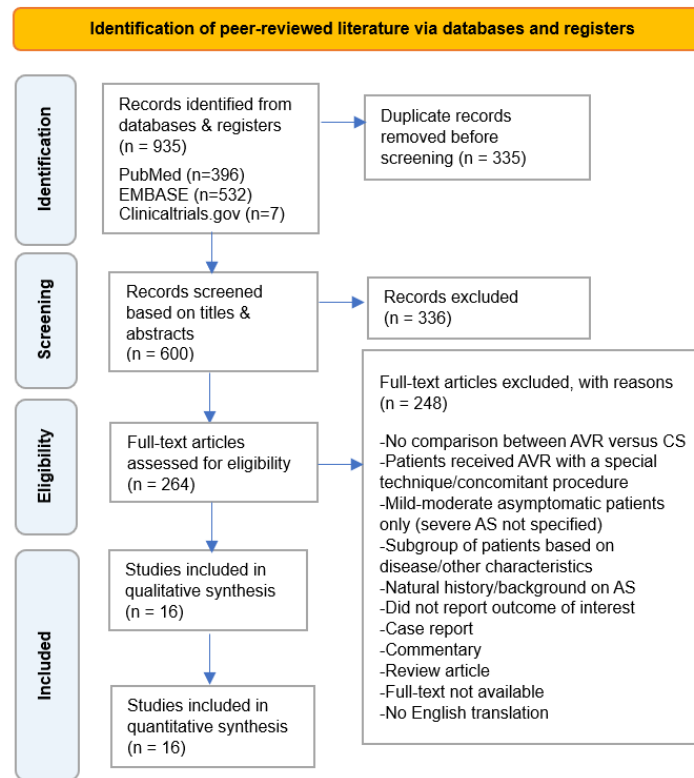 Identification of peer-reviewed literature via databases and registers
Identification
Records identified from
databases & registers
(n = 935)
PubMed (n=396)
EMBASE (n=532)
Clinicaltrials.gov (n=7)
Duplicate records
removed before
screening (n = 335)
Screening
Records screened
based on titles &
abstracts
(n = 600)
Records excluded
(n = 336)
Eligibility
Full-text articles
assessed for eligibility
(n = 264)
Full-text articles excluded, with reasons
(n = 248)
-No comparison between AVR versus CS
-Patients received AVR with a special
technique/concomitant procedure
-Mild-moderate asymptomatic patients
only (severe AS not specified)
-Subgroup of patients based on
disease/other characteristics
-Natural history/background on AS
-Did not report outcome of interest
-Case report
-Commentary
-Review article
-Full-text not available
-No English translation
Included
Studies included in
qualitative synthesis
(n = 16)
Studies included in
quantitative synthesis
(n = 16)